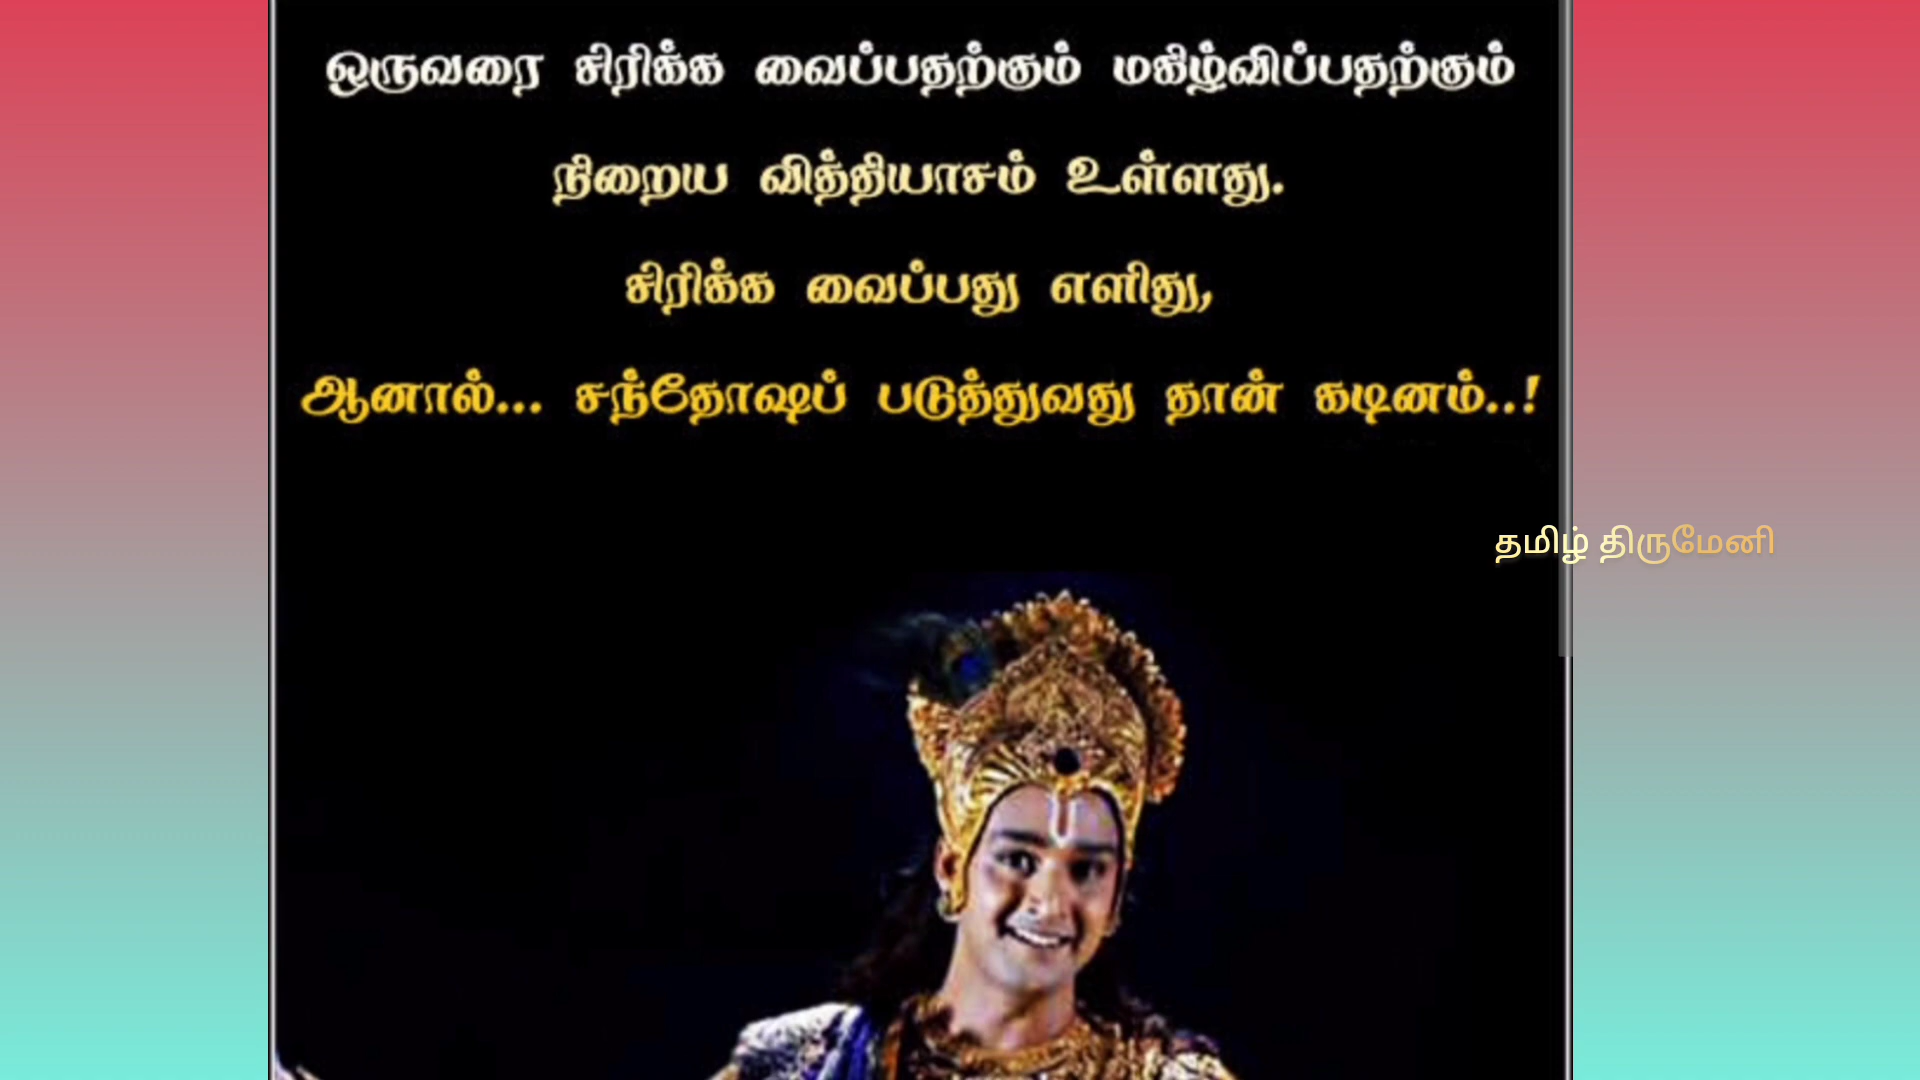 ஒருவரை சிரிக்க வைப்பதற்கும் மகிழ்விப்பதற்கும்
நிறைய வித்தியாசம் உள்ளது.
சிரிக்க வைப்பது எளிது,
ஆனால்... சந்தோஷப் படுத்துவது தான் கடினம்..!
தமிழ் திருமேனி